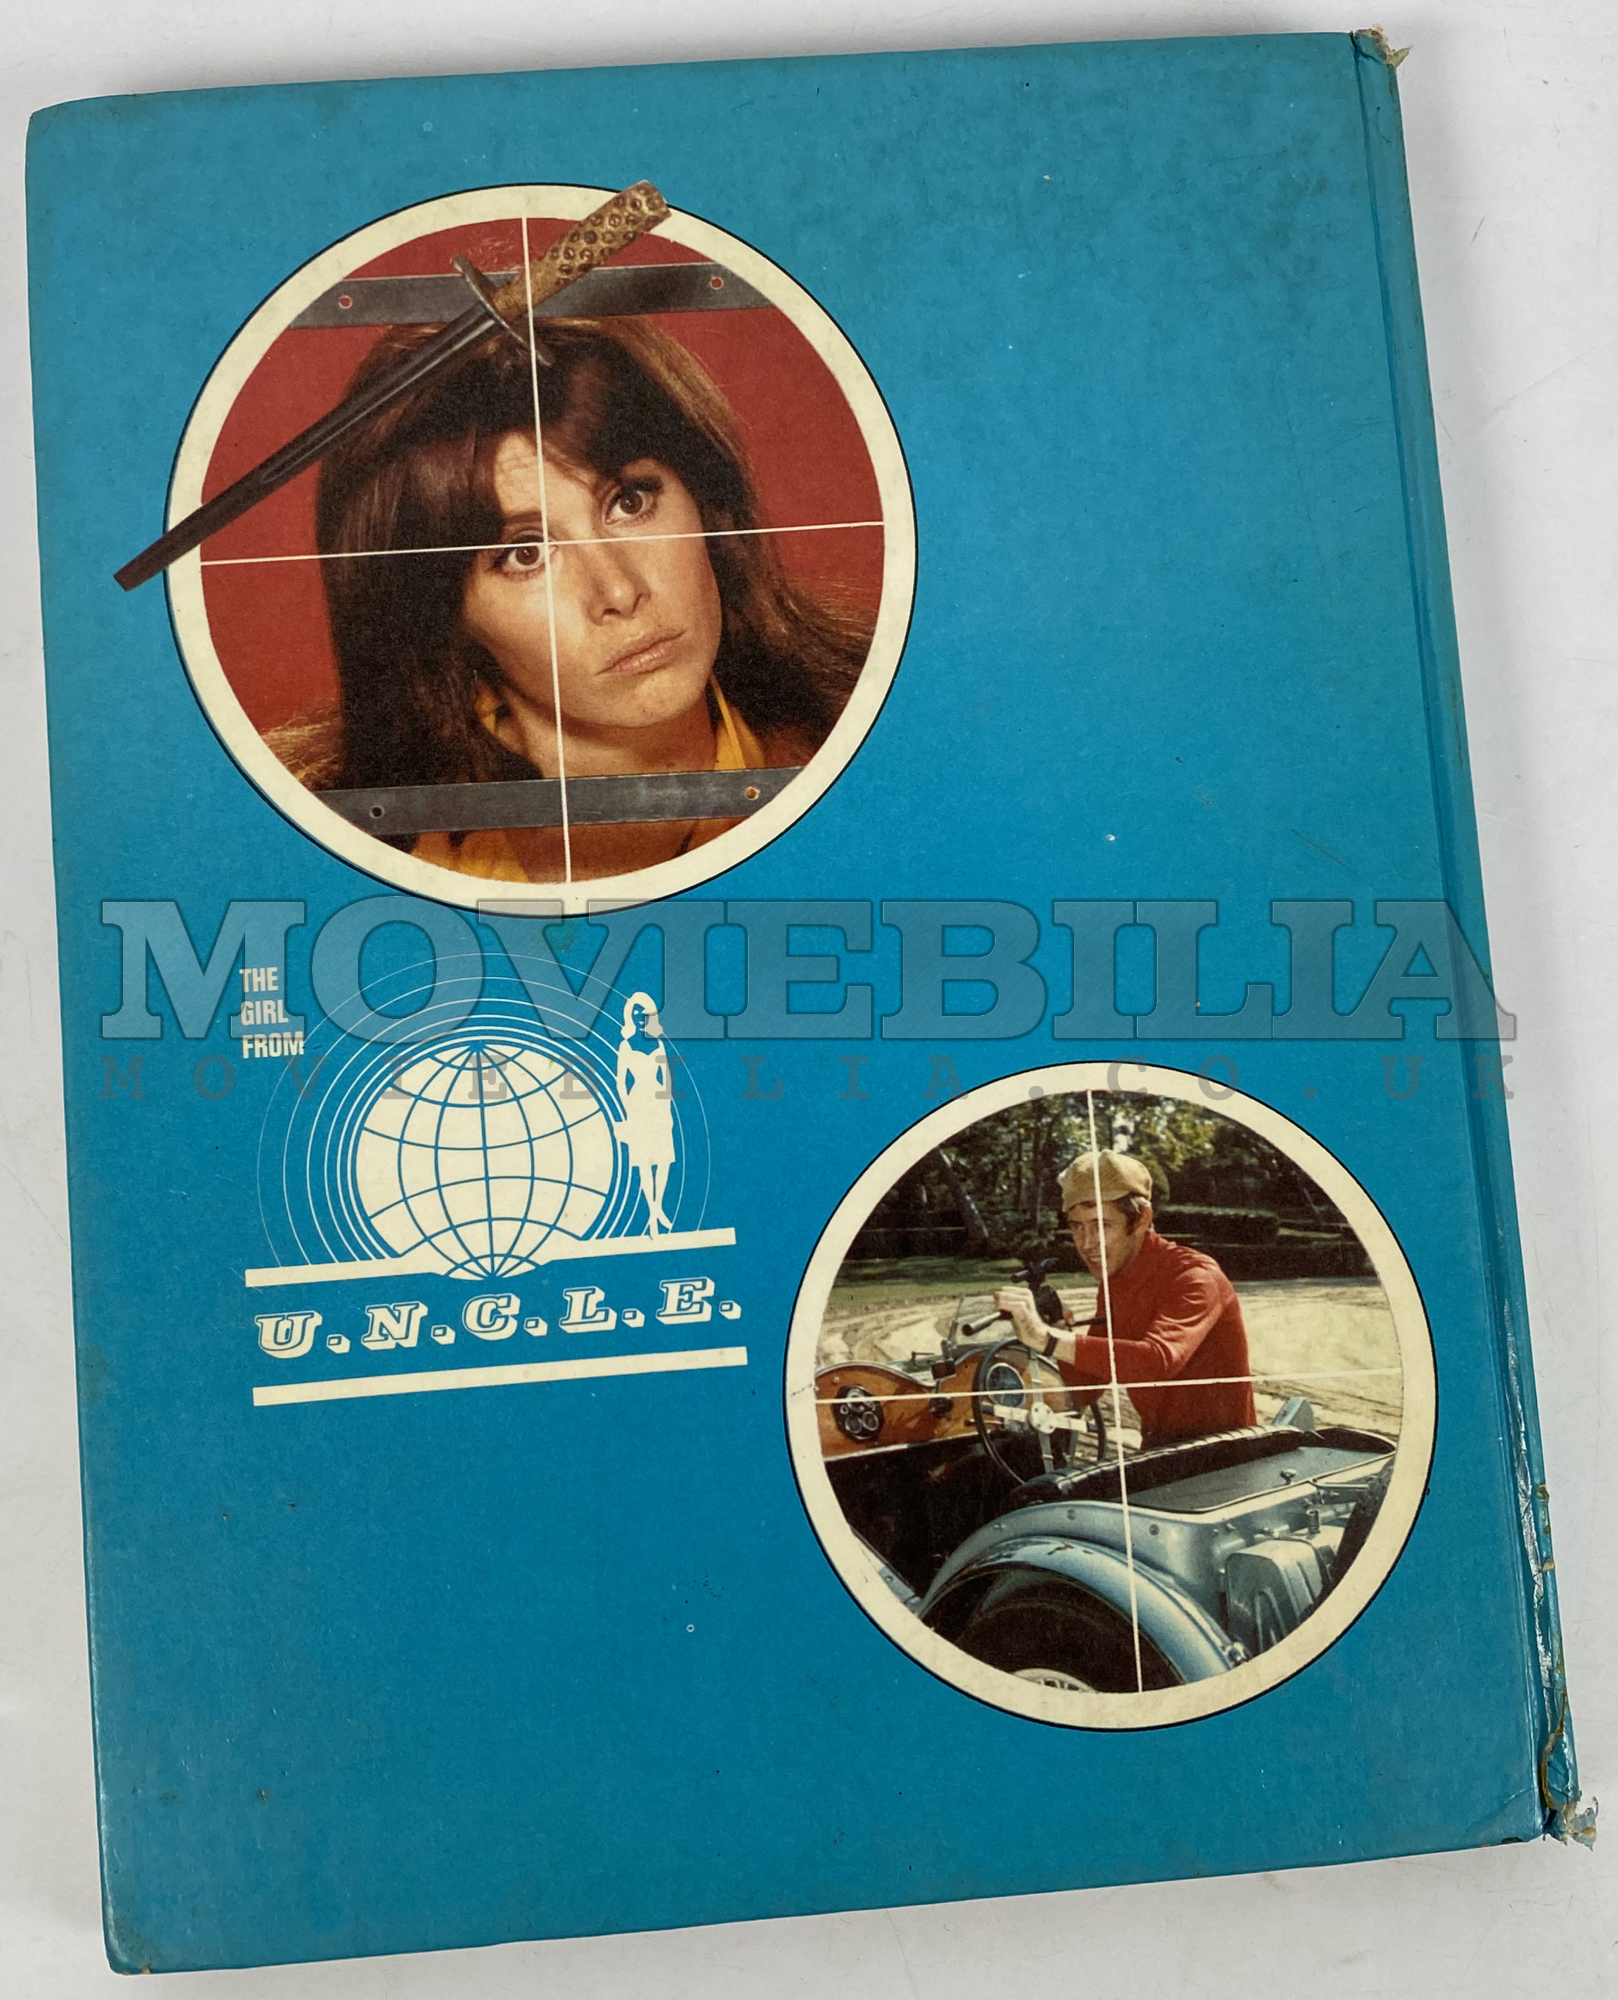 MOVIEBILIA
MOVIEBILIA.CO.UK
THE
GIRL
FROM
U.N.C.L.E.